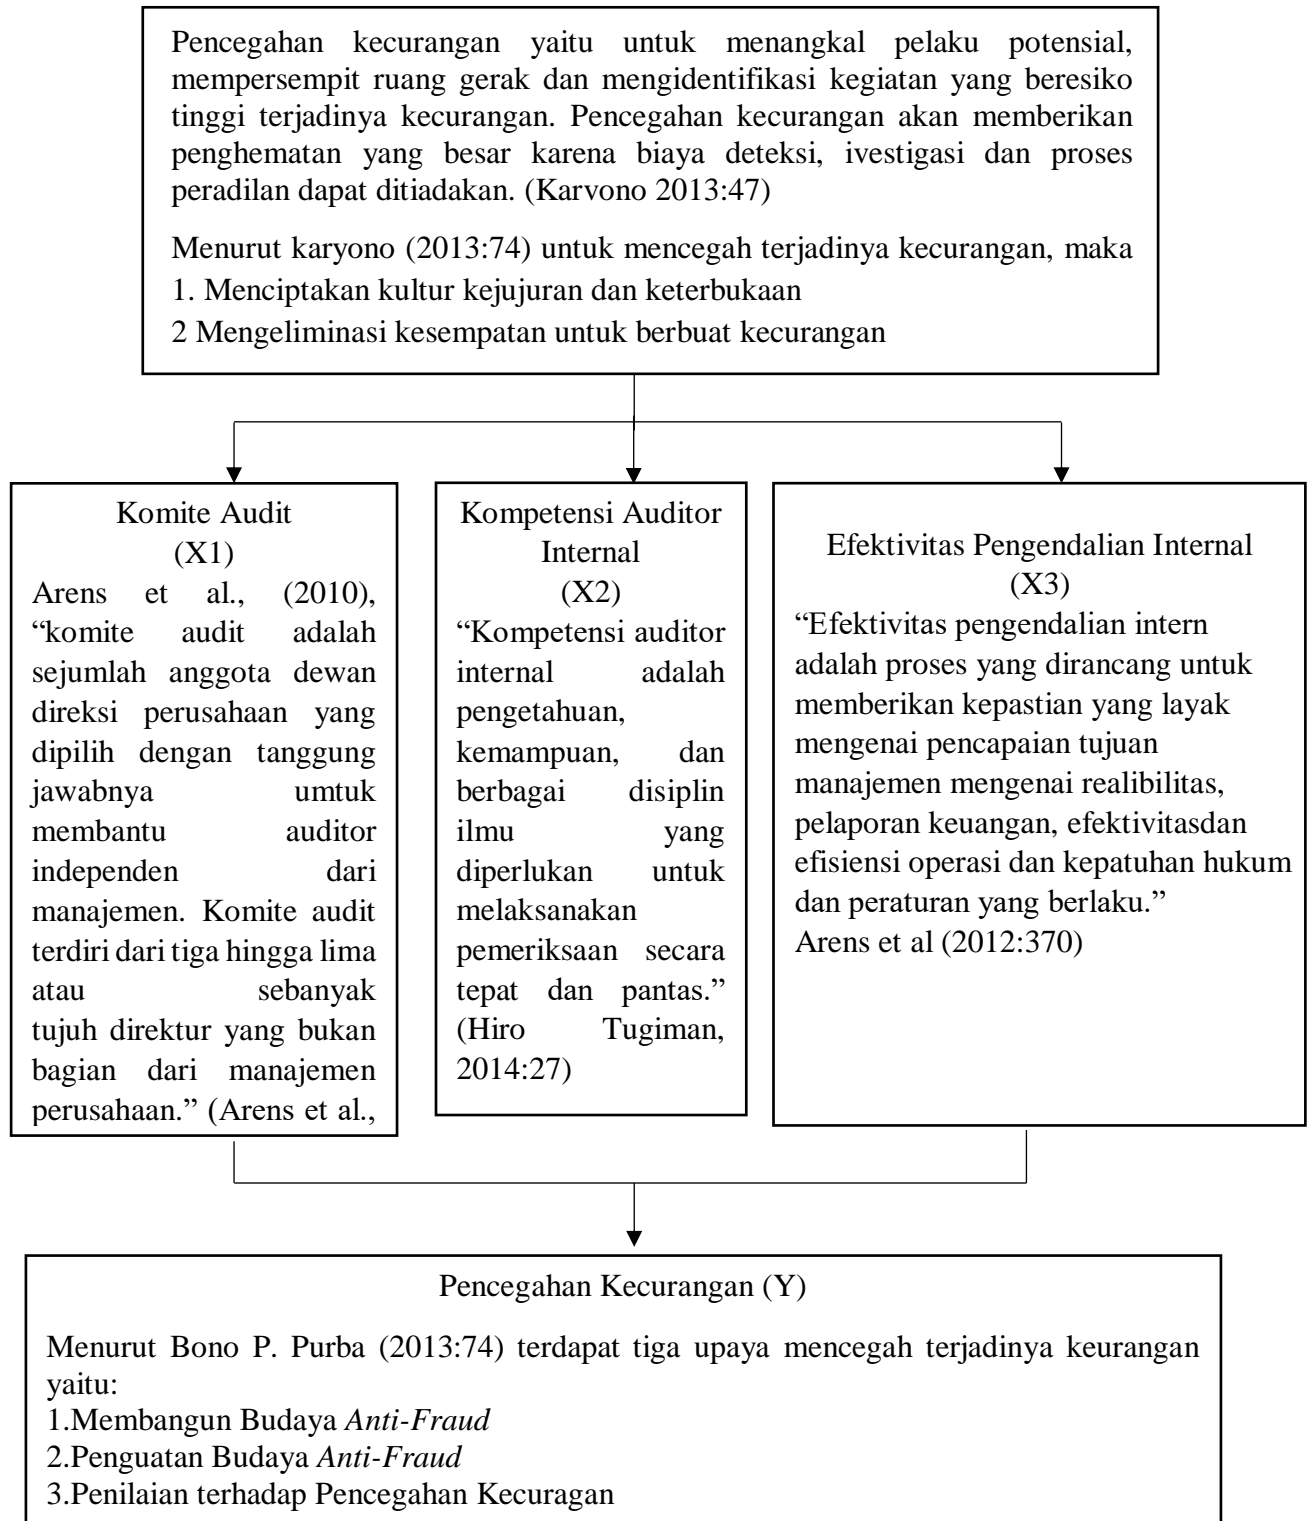 Pencegahan kecurangan yaitu untuk menangkal pelaku potensial,
mempersempit ruang gerak dan mengidentifikasi kegiatan yang beresiko
tinggi terjadinya kecurangan. Pencegahan kecurangan akan memberikan
penghematan yang besar karena biaya deteksi, ivestigasi dan proses
peradilan dapat ditiadakan. (Karvono 2013:47)
Menurut karyono (2013:74) untuk mencegah terjadinya kecurangan, maka
1. Menciptakan kultur kejujuran dan keterbukaan
2 Mengeliminasi kesempatan untuk berbuat kecurangan
Komite Audit
(X1)
Arens et al., (2010),
“komite audit adalah
sejumlah anggota dewan
direksi perusahaan yang
dipilih dengan tanggung
jawabnya umtuk
membantu auditor
independen dari
manajemen. Komite audit
terdiri dari tiga hingga lima
atau sebanyak
tujuh direktur yang bukan
bagian dari manajemen
perusahaan.” (Arens et al.,
Kompetensi Auditor
Internal
(X2)
“Kompetensi auditor
internal adalah
pengetahuan,
kemampuan, dan
berbagai disiplin
ilmu yang
diperlukan untuk
melaksanakan
pemeriksaan secara
tepat dan pantas.”
(Hiro Tugiman,
2014:27)
Efektivitas Pengendalian Internal
(X3)
“Efektivitas pengendalian intern
adalah proses yang dirancang untuk
memberikan kepastian yang layak
mengenai pencapaian tujuan
manajemen mengenai realibilitas,
pelaporan keuangan, efektivitasdan
efisiensi operasi dan kepatuhan hukum
dan peraturan yang berlaku.”
Arens et al (2012:370)
Pencegahan Kecurangan (Y)
Menurut Bono P. Purba (2013:74) terdapat tiga upaya mencegah terjadinya keurangan
yaitu:
1.Membangun Budaya Anti-Fraud
2.Penguatan Budaya Anti-Fraud
3.Penilaian terhadap Pencegahan Kecuragan